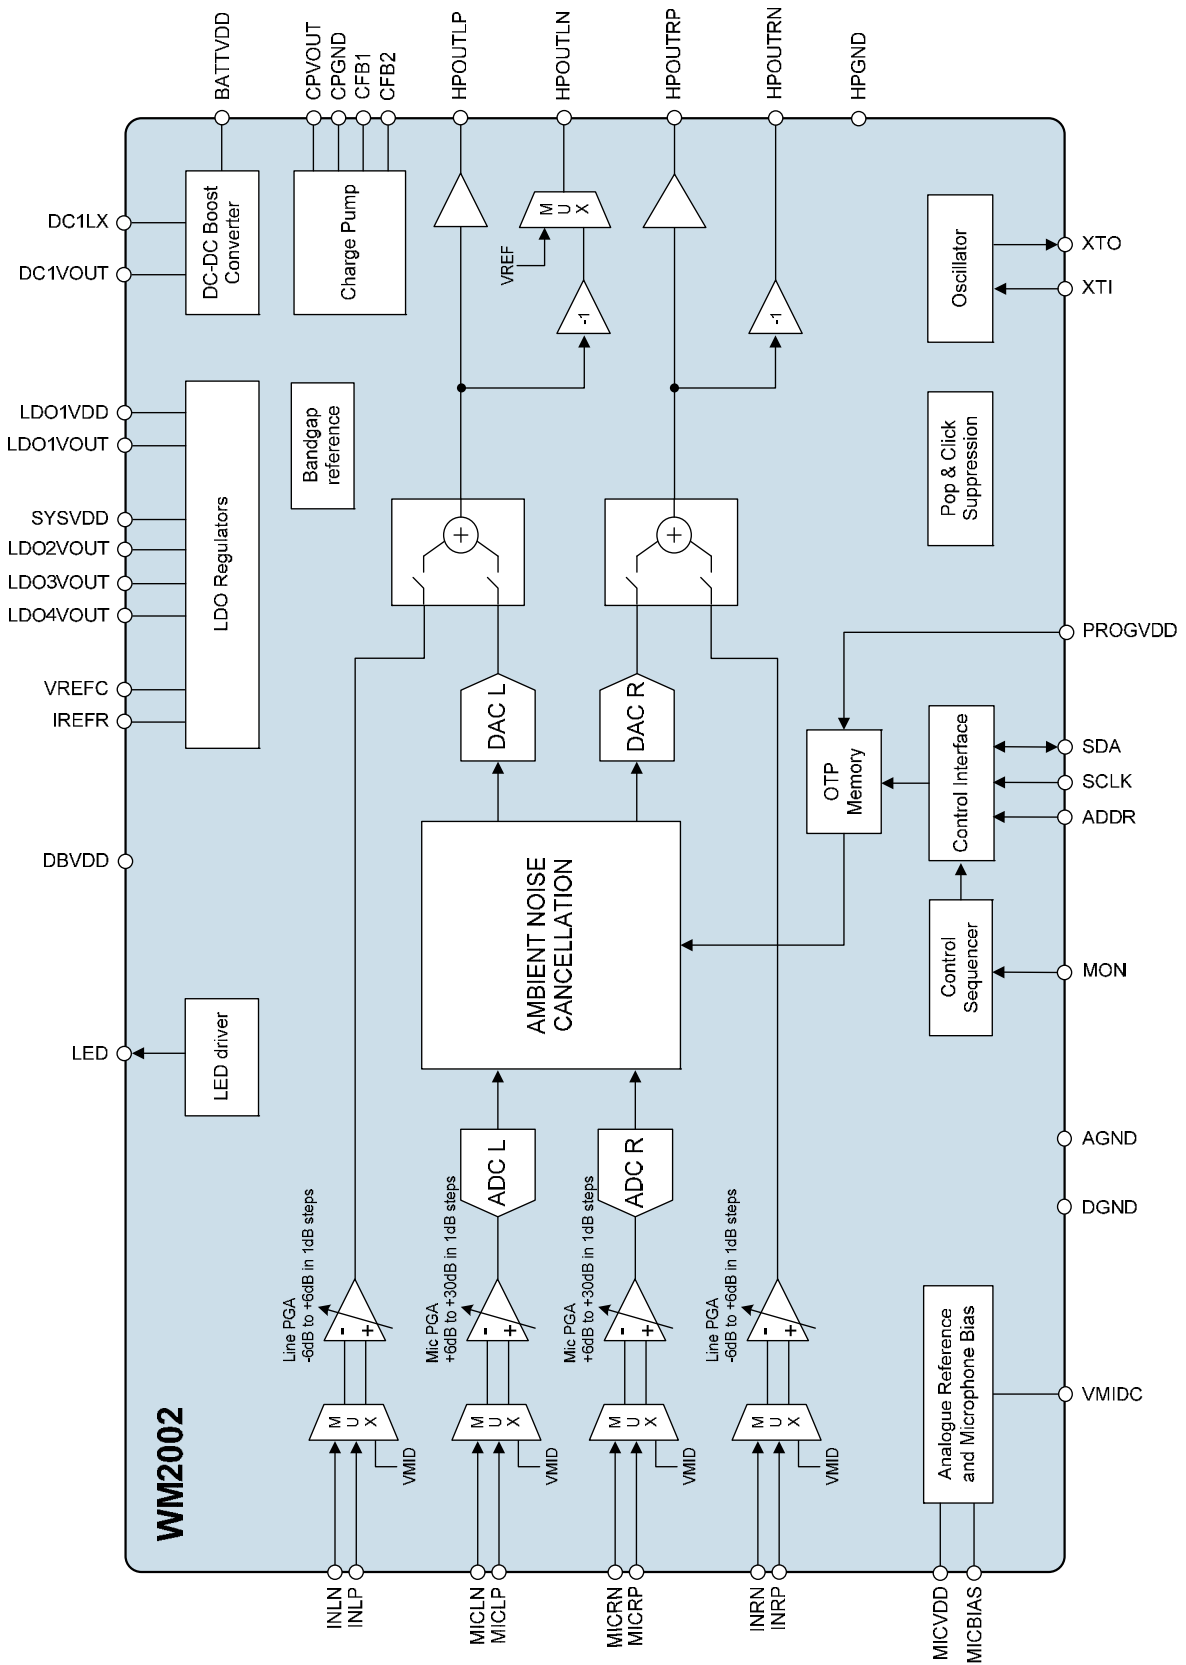 BATTVDD
CPVOUT
CPGND
CFB1
CFB2
HPOUTLP
HPOUTLN
HPOUTRP
HPOUTRN
HPGND
DC1LX
DC1VOUT
DC-DC Boost
Converter
Charge Pump
M
U
X
VREF
-1
-1
Oscillator
XTO
XTI
LDO1VDD
LDO1VOUT
SYSVDD
LDO2VOUT
LDO3VOUT
LDO4VOUT
VREFC
IREFR
LDO Regulators
Bandgap
reference
+
+
Pop & Click
Suppression
PROGVDD
DAC L
DAC R
OTP
Memory
Control Interface
SDA
SCLK
ADDR
DBVDD
AMBIENT NOISE
CANCELLATION
Control
Sequencer
MON
LED
LED driver
ADC L
ADC R
AGND
DGND
Line PGA
-6dB to +6dB in 1dB steps
Mic PGA
+6dB to +30dB in 1dB steps
Mic PGA
+6dB to +30dB in 1dB steps
Line PGA
-6dB to +6dB in 1dB steps
- +
- +
- +
- +
Analogue Reference
and Microphone Bias
VMIDC
WM2002
M
U
X
VMID
M
U
X
VMID
M
U
X
VMID
M
U
X
VMID
INLN
INLP
MICLN
MICLP
MICRN
MICRP
INRN
INRP
MICVDD
MICBIAS